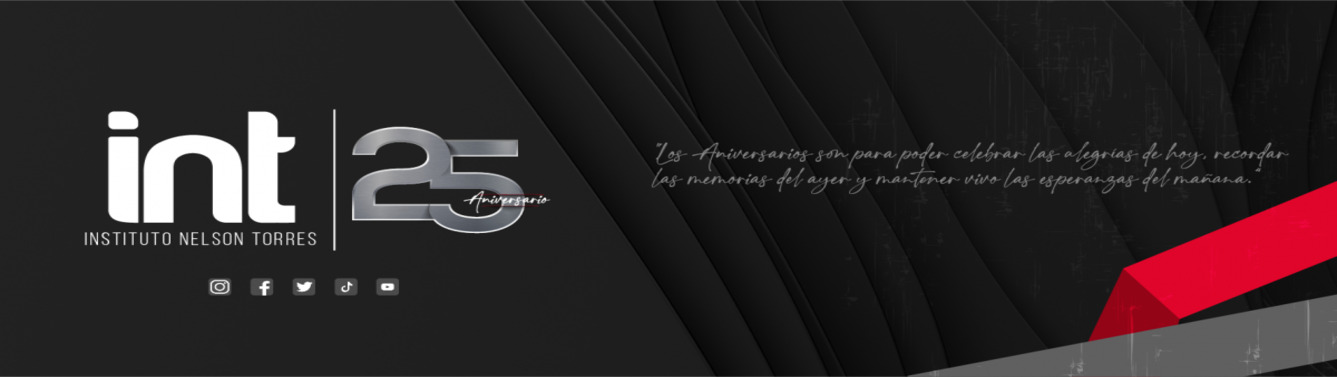 int
INSTITUTO NELSON TORRES
25
Aniversario
"Los Aniversarios son para poder celebrar las alegrías de hoy, recordar
las memorias del ayer y mantener vivo las esperanzas del mañana."